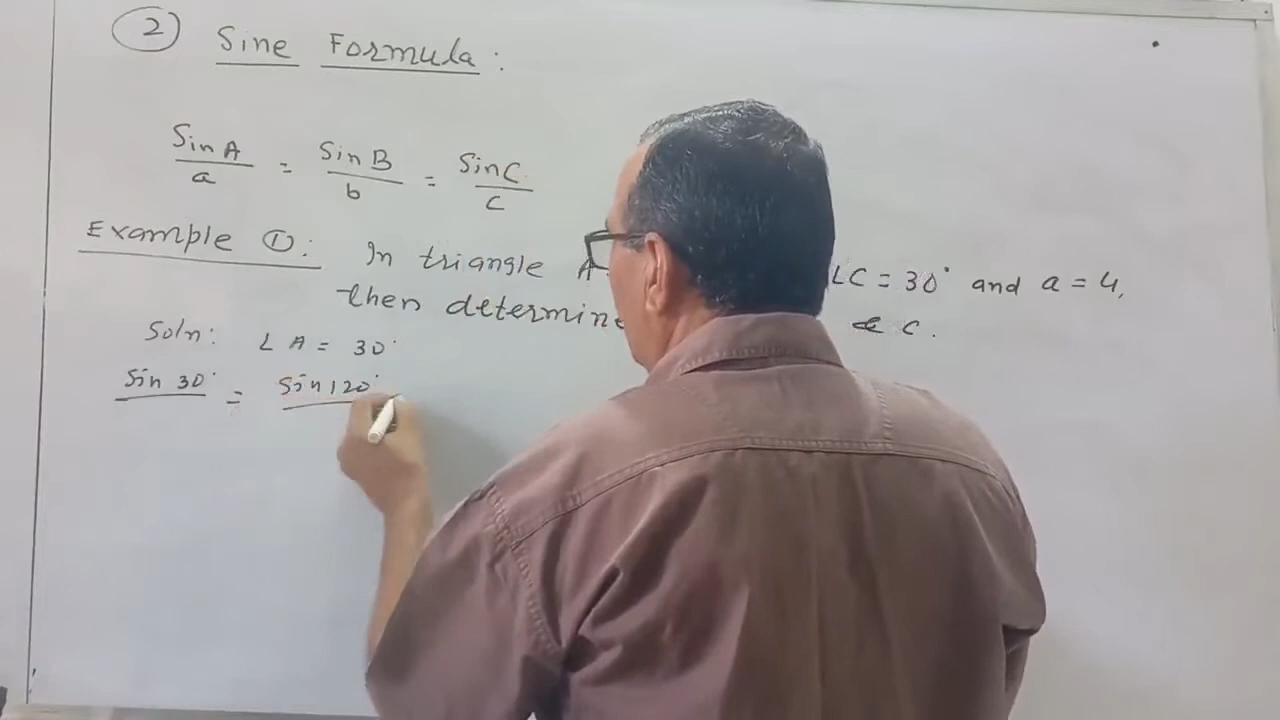 2 Sine Formula:
Sin A / a = Sin B / b = Sin C / c
Example ①: In triangle A ∠C = 30° and a = 4,
then determine & c.
Soln: ∠A = 30°
Sin 30° = Sin 120°